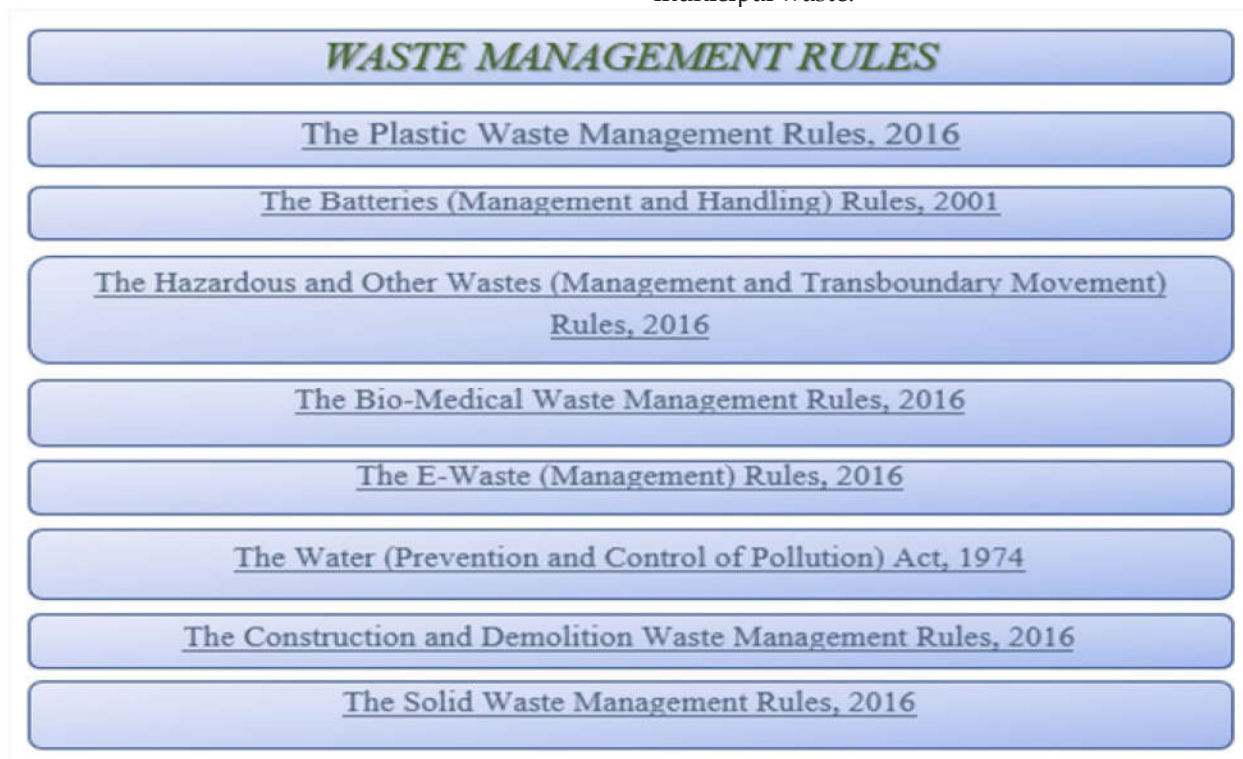 municipal waste.
WASTE MANAGEMENT RULES
The Plastic Waste Management Rules, 2016
The Batteries (Management and Handling) Rules, 2001
The Hazardous and Other Wastes (Management and Transboundary Movement)
Rules, 2016
The Bio-Medical Waste Management Rules, 2016
The E-Waste (Management) Rules, 2016
The Water (Prevention and Control of Pollution) Act, 1974
The Construction and Demolition Waste Management Rules, 2016
The Solid Waste Management Rules, 2016